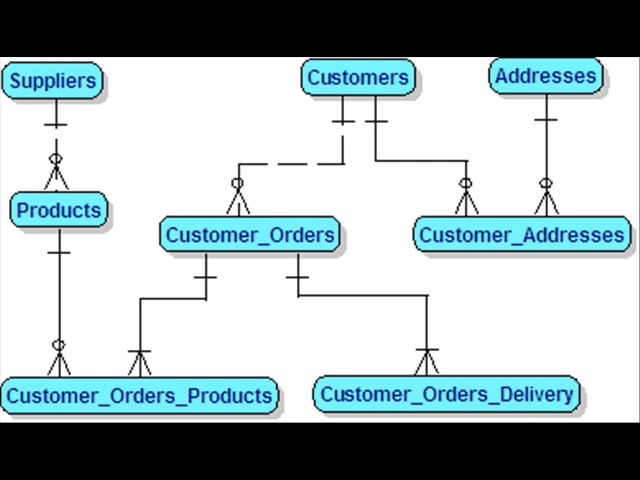 Suppliers
Customers
Addresses
Products
Customer_Orders
Customer_Addresses
Customer_Orders_Products
Customer_Orders_Delivery